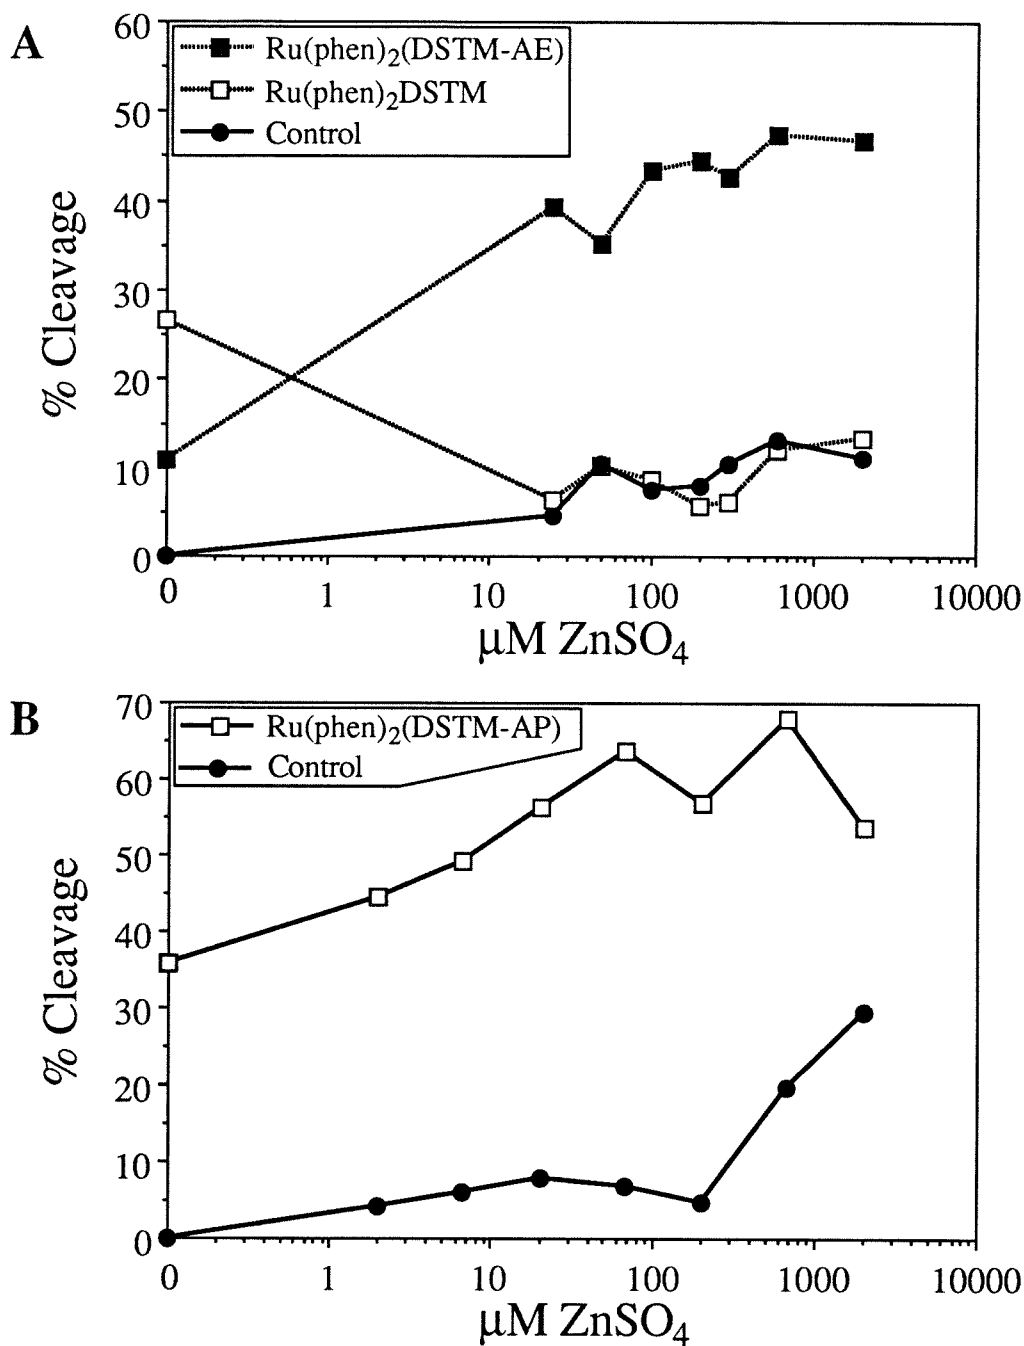 A
60
50
40
30
20
10
0
% Cleavage
Ru(phen)₂(DSTM-AE)
Ru(phen)₂DSTM
Control
0 1 10 100 1000 10000
μM ZnSO₄
B
70
60
50
40
30
20
10
0
% Cleavage
Ru(phen)₂(DSTM-AP)
Control
0 1 10 100 1000 10000
μM ZnSO₄